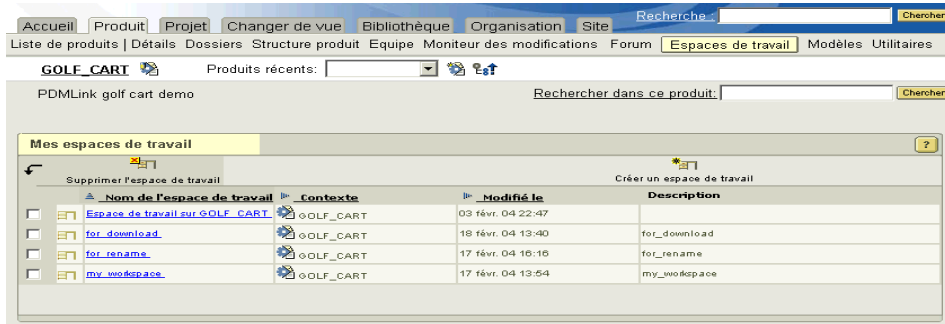 Recherche : Chercher
Accueil Produit Projet Changer de vue Bibliothèque Organisation Site
Liste de produits | Détails Dossiers Structure produit Equipe Moniteur des modifications Forum Espaces de travail Modèles Utilitaires
GOLF_CART Produits récents:
PDMLink golf cart demo Rechercher dans ce produit: Chercher
Mes espaces de travail ?
Supprimer l'espace de travail Créer un espace de travail
Nom de l'espace de travail Contexte Modifié le Description
Espace de travail sur GOLF_CART GOLF_CART 03 févr. 04 22:47
for_download GOLF_CART 18 févr. 04 13:40 for_download
for_rename GOLF_CART 17 févr. 04 16:16 for_rename
my_workspace GOLF_CART 17 févr. 04 13:54 my_workspace